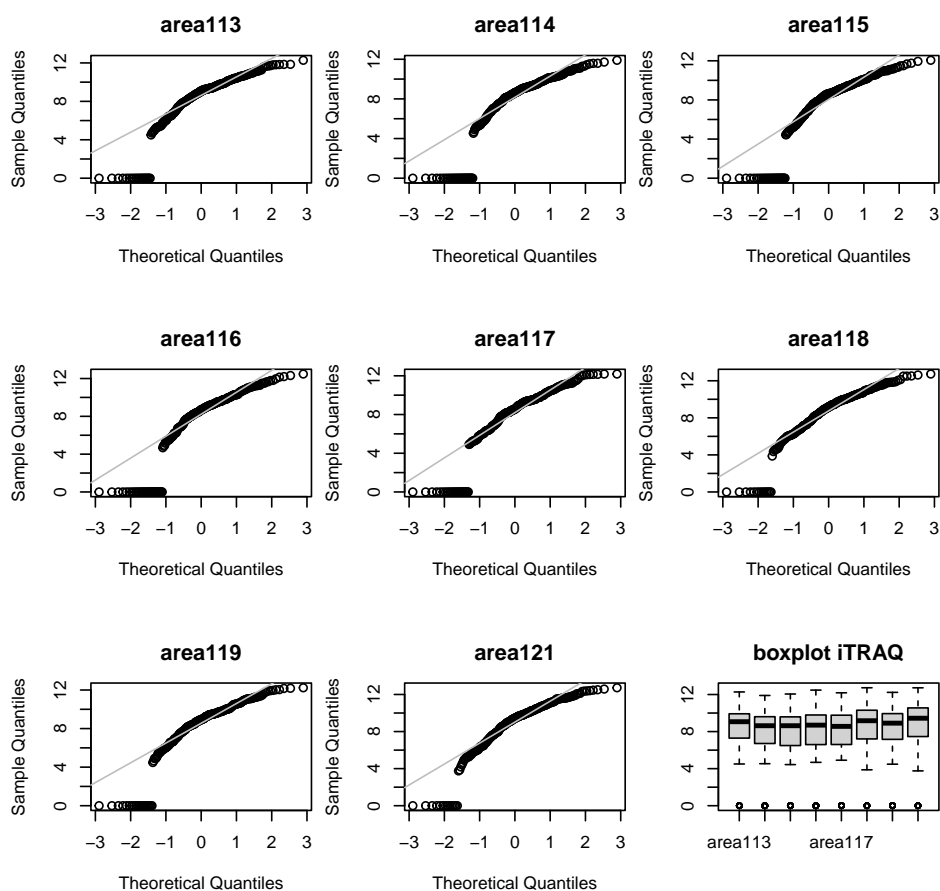 area113 area114 area115
Sample Quantiles Sample Quantiles Sample Quantiles
12 12 12
8 8 8
4 4 4
0 0 0
−3 −2 −1 0 1 2 3 −3 −2 −1 0 1 2 3 −3 −2 −1 0 1 2 3
Theoretical Quantiles Theoretical Quantiles Theoretical Quantiles
area116 area117 area118
Sample Quantiles Sample Quantiles Sample Quantiles
12 12 12
8 8 8
4 4 4
0 0 0
−3 −2 −1 0 1 2 3 −3 −2 −1 0 1 2 3 −3 −2 −1 0 1 2 3
Theoretical Quantiles Theoretical Quantiles Theoretical Quantiles
area119 area121 boxplot iTRAQ
Sample Quantiles Sample Quantiles
12 12 12
8 8 8
4 4 4
0 0 0
−3 −2 −1 0 1 2 3 −3 −2 −1 0 1 2 3 area113 area117
Theoretical Quantiles Theoretical Quantiles